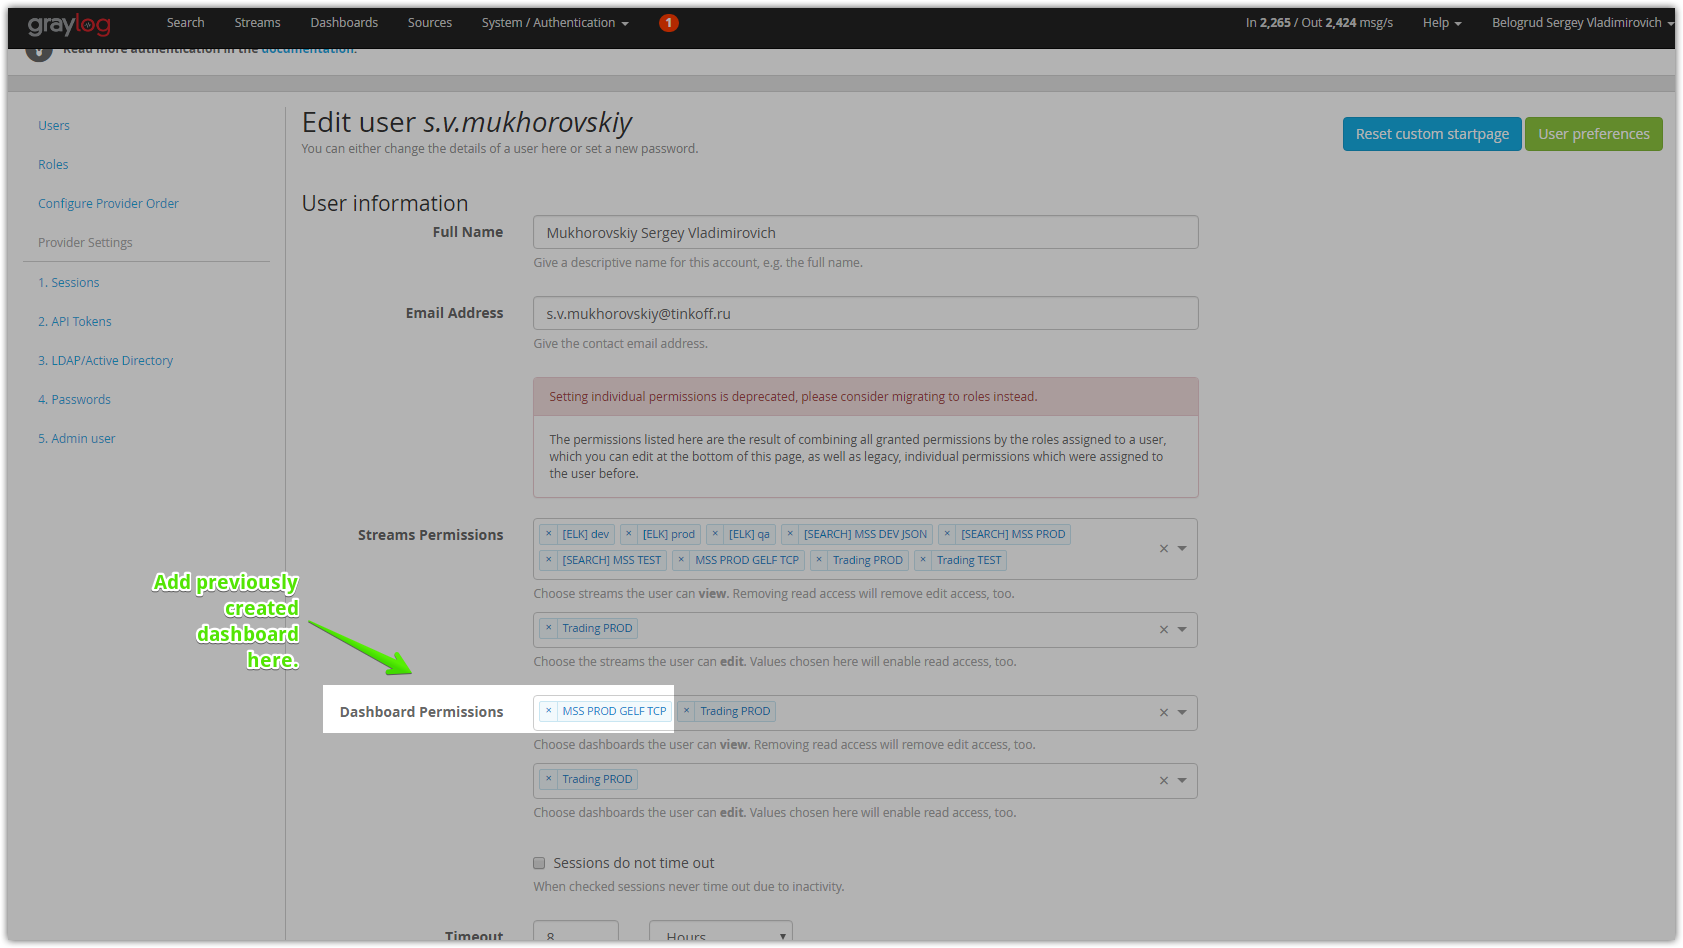 graylog
Search Streams Dashboards Sources System / Authentication 1 In 2,265 / Out 2,424 msg/s Help Belogrud Sergey Vladimirovich
Read more authentication in the documentation.
Users
Roles
Configure Provider Order
Provider Settings
1. Sessions
2. API Tokens
3. LDAP/Active Directory
4. Passwords
5. Admin user
Edit user s.v.mukhorovskiy
You can either change the details of a user here or set a new password.
Reset custom startpage User preferences
User information
Full Name Mukhorovskiy Sergey Vladimirovich
Give a descriptive name for this account, e.g. the full name.
Email Address s.v.mukhorovskiy@tinkoff.ru
Give the contact email address.
Setting individual permissions is deprecated, please consider migrating to roles instead.
The permissions listed here are the result of combining all granted permissions by the roles assigned to a user,
which you can edit at the bottom of this page, as well as legacy, individual permissions which were assigned to
the user before.
Streams Permissions × [ELK] dev × [ELK] prod × [ELK] qa × [SEARCH] MSS DEV JSON × [SEARCH] MSS PROD
× [SEARCH] MSS TEST × MSS PROD GELF TCP × Trading PROD × Trading TEST ×
Choose streams the user can view. Removing read access will remove edit access, too.
× Trading PROD ×
Choose the streams the user can edit. Values chosen here will enable read access, too.
Add previously
created
dashboard
here.
Dashboard Permissions × MSS PROD GELF TCP × Trading PROD ×
Choose dashboards the user can view. Removing read access will remove edit access, too.
× Trading PROD ×
Choose dashboards the user can edit. Values chosen here will enable read access, too.
Sessions do not time out
When checked sessions never time out due to inactivity.
Timeout 8 Hours